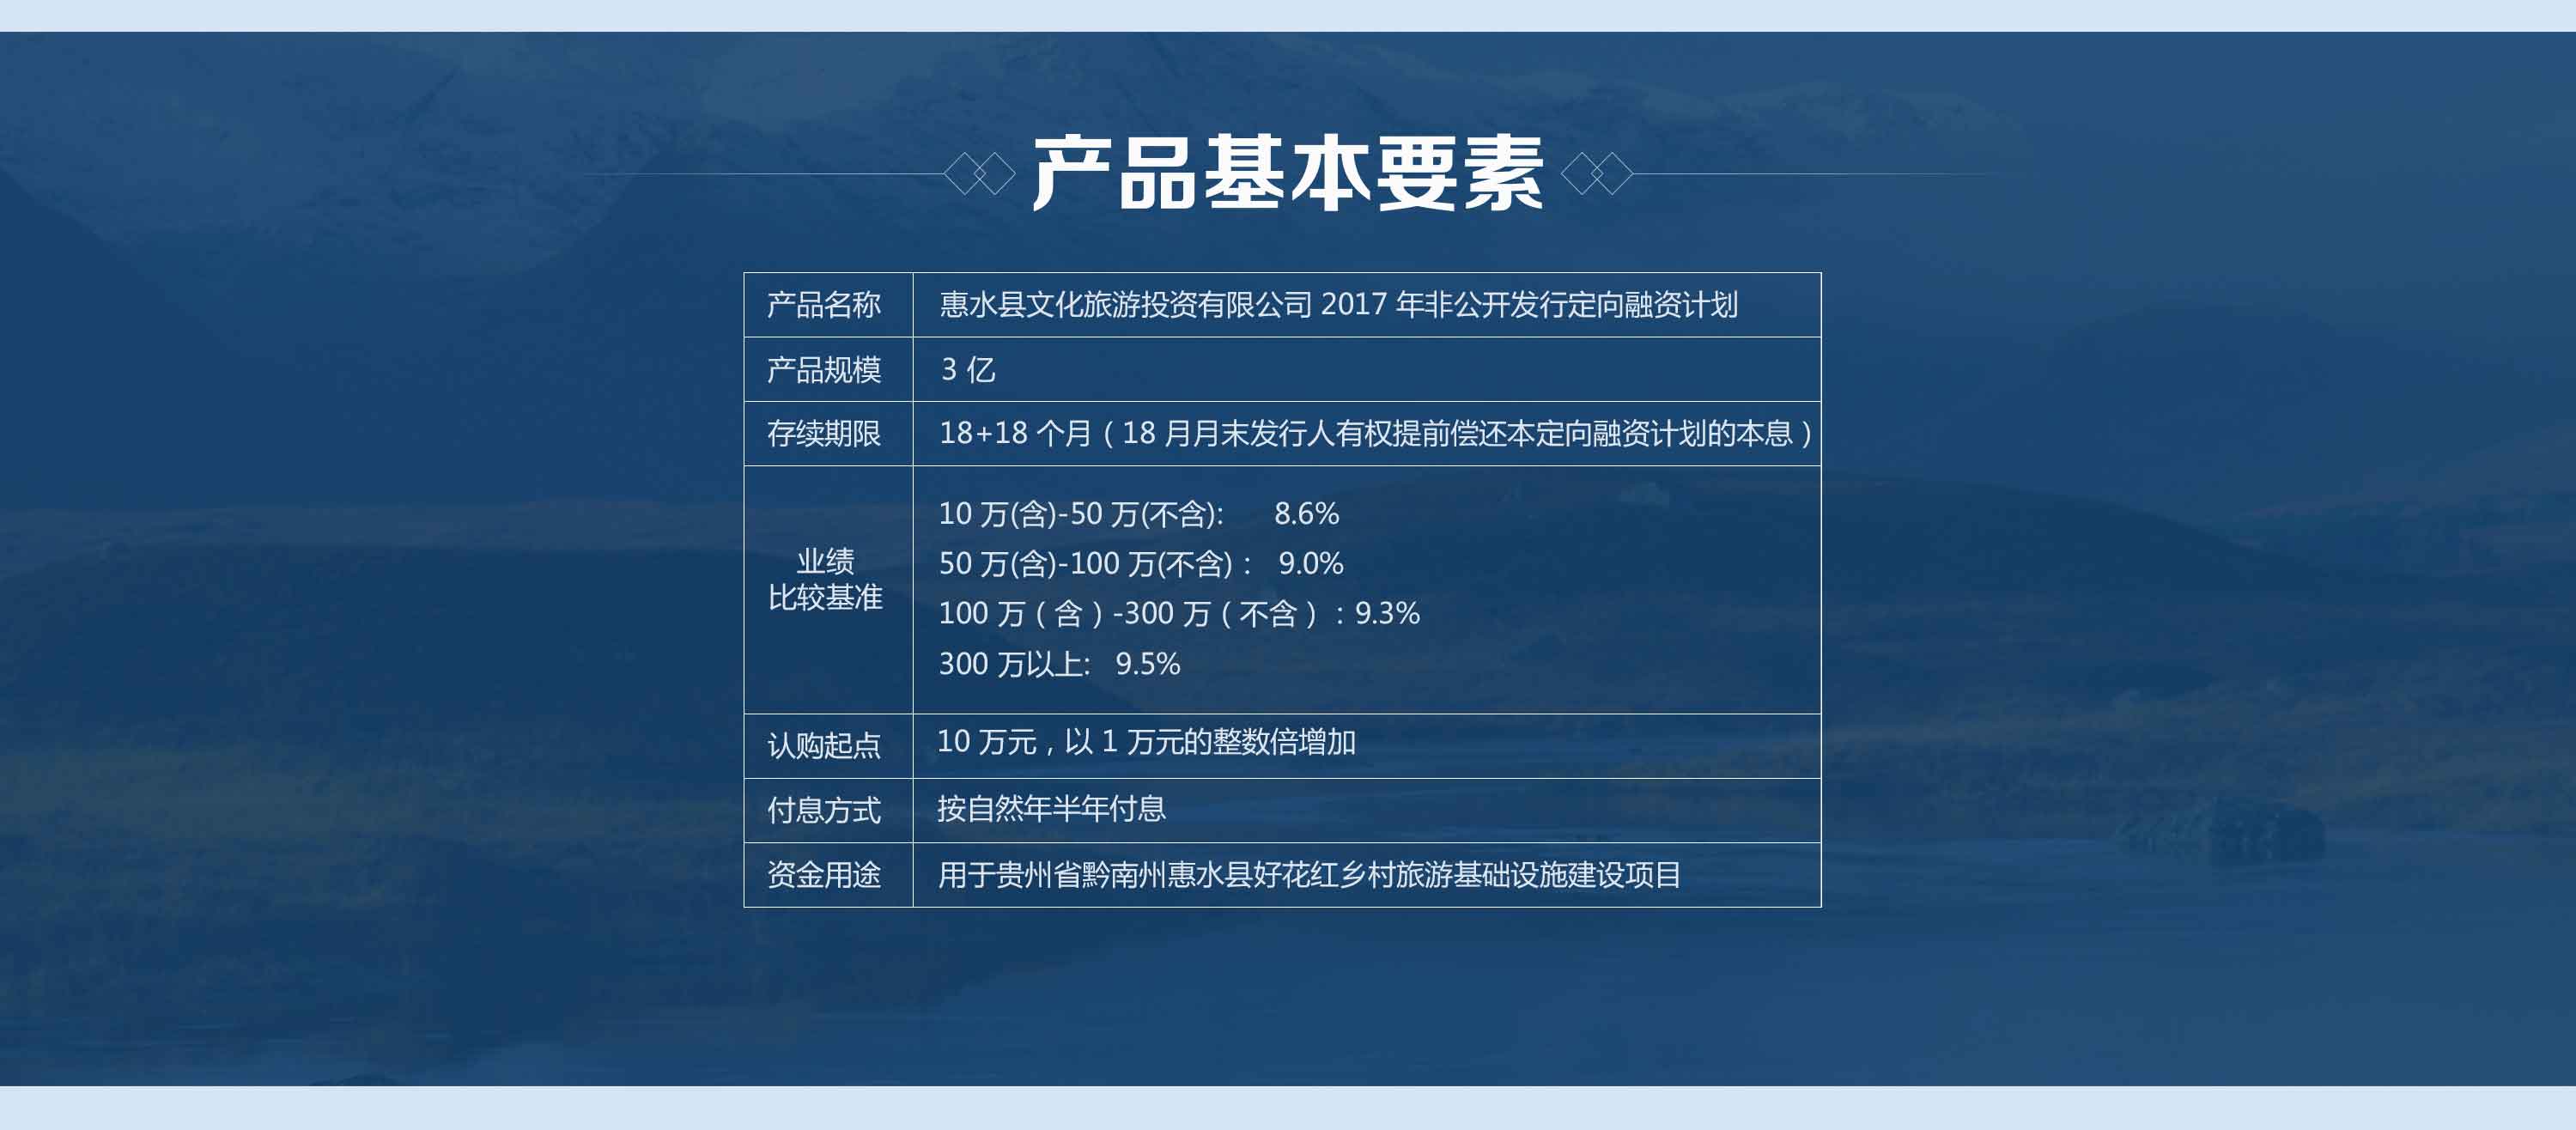 产品基本要素
产品名称 惠水县文化旅游投资有限公司 2017 年非公开发行定向融资计划
产品规模 3 亿
存续期限 18+18 个月（18 月月末发行人有权提前偿还本定向融资计划的本息）
业绩
比较基准
10 万(含)-50 万(不含): 8.6%
50 万(含)-100 万(不含)： 9.0%
100 万（含）-300 万（不含）：9.3%
300 万以上: 9.5%
认购起点 10 万元，以 1 万元的整数倍增加
付息方式 按自然年半年付息
资金用途 用于贵州省黔南州惠水县好花红乡村旅游基础设施建设项目